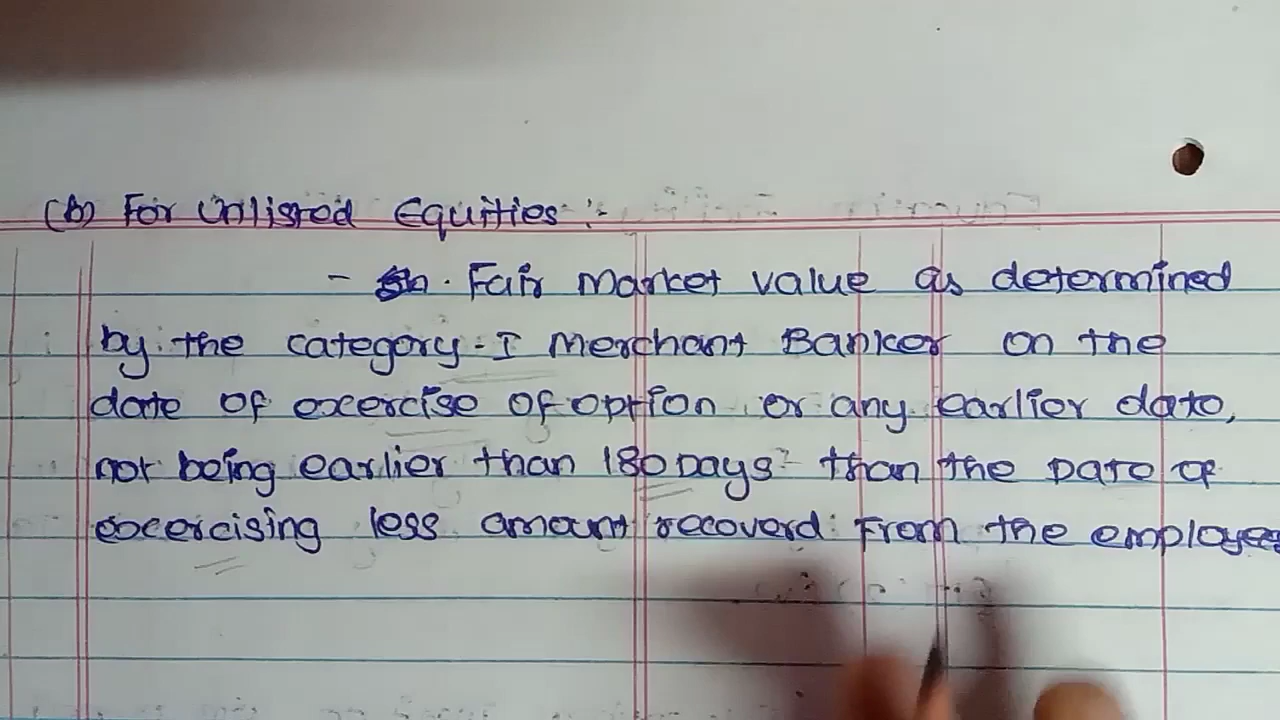 (b) For Unlisted Equities :-
- Fair Market value as determined
by the category-I Merchant Banker on the
date of excercise of option or any earlier date,
not being earlier than 180 Days than the Date of
excercising less amount recoverd from the employee